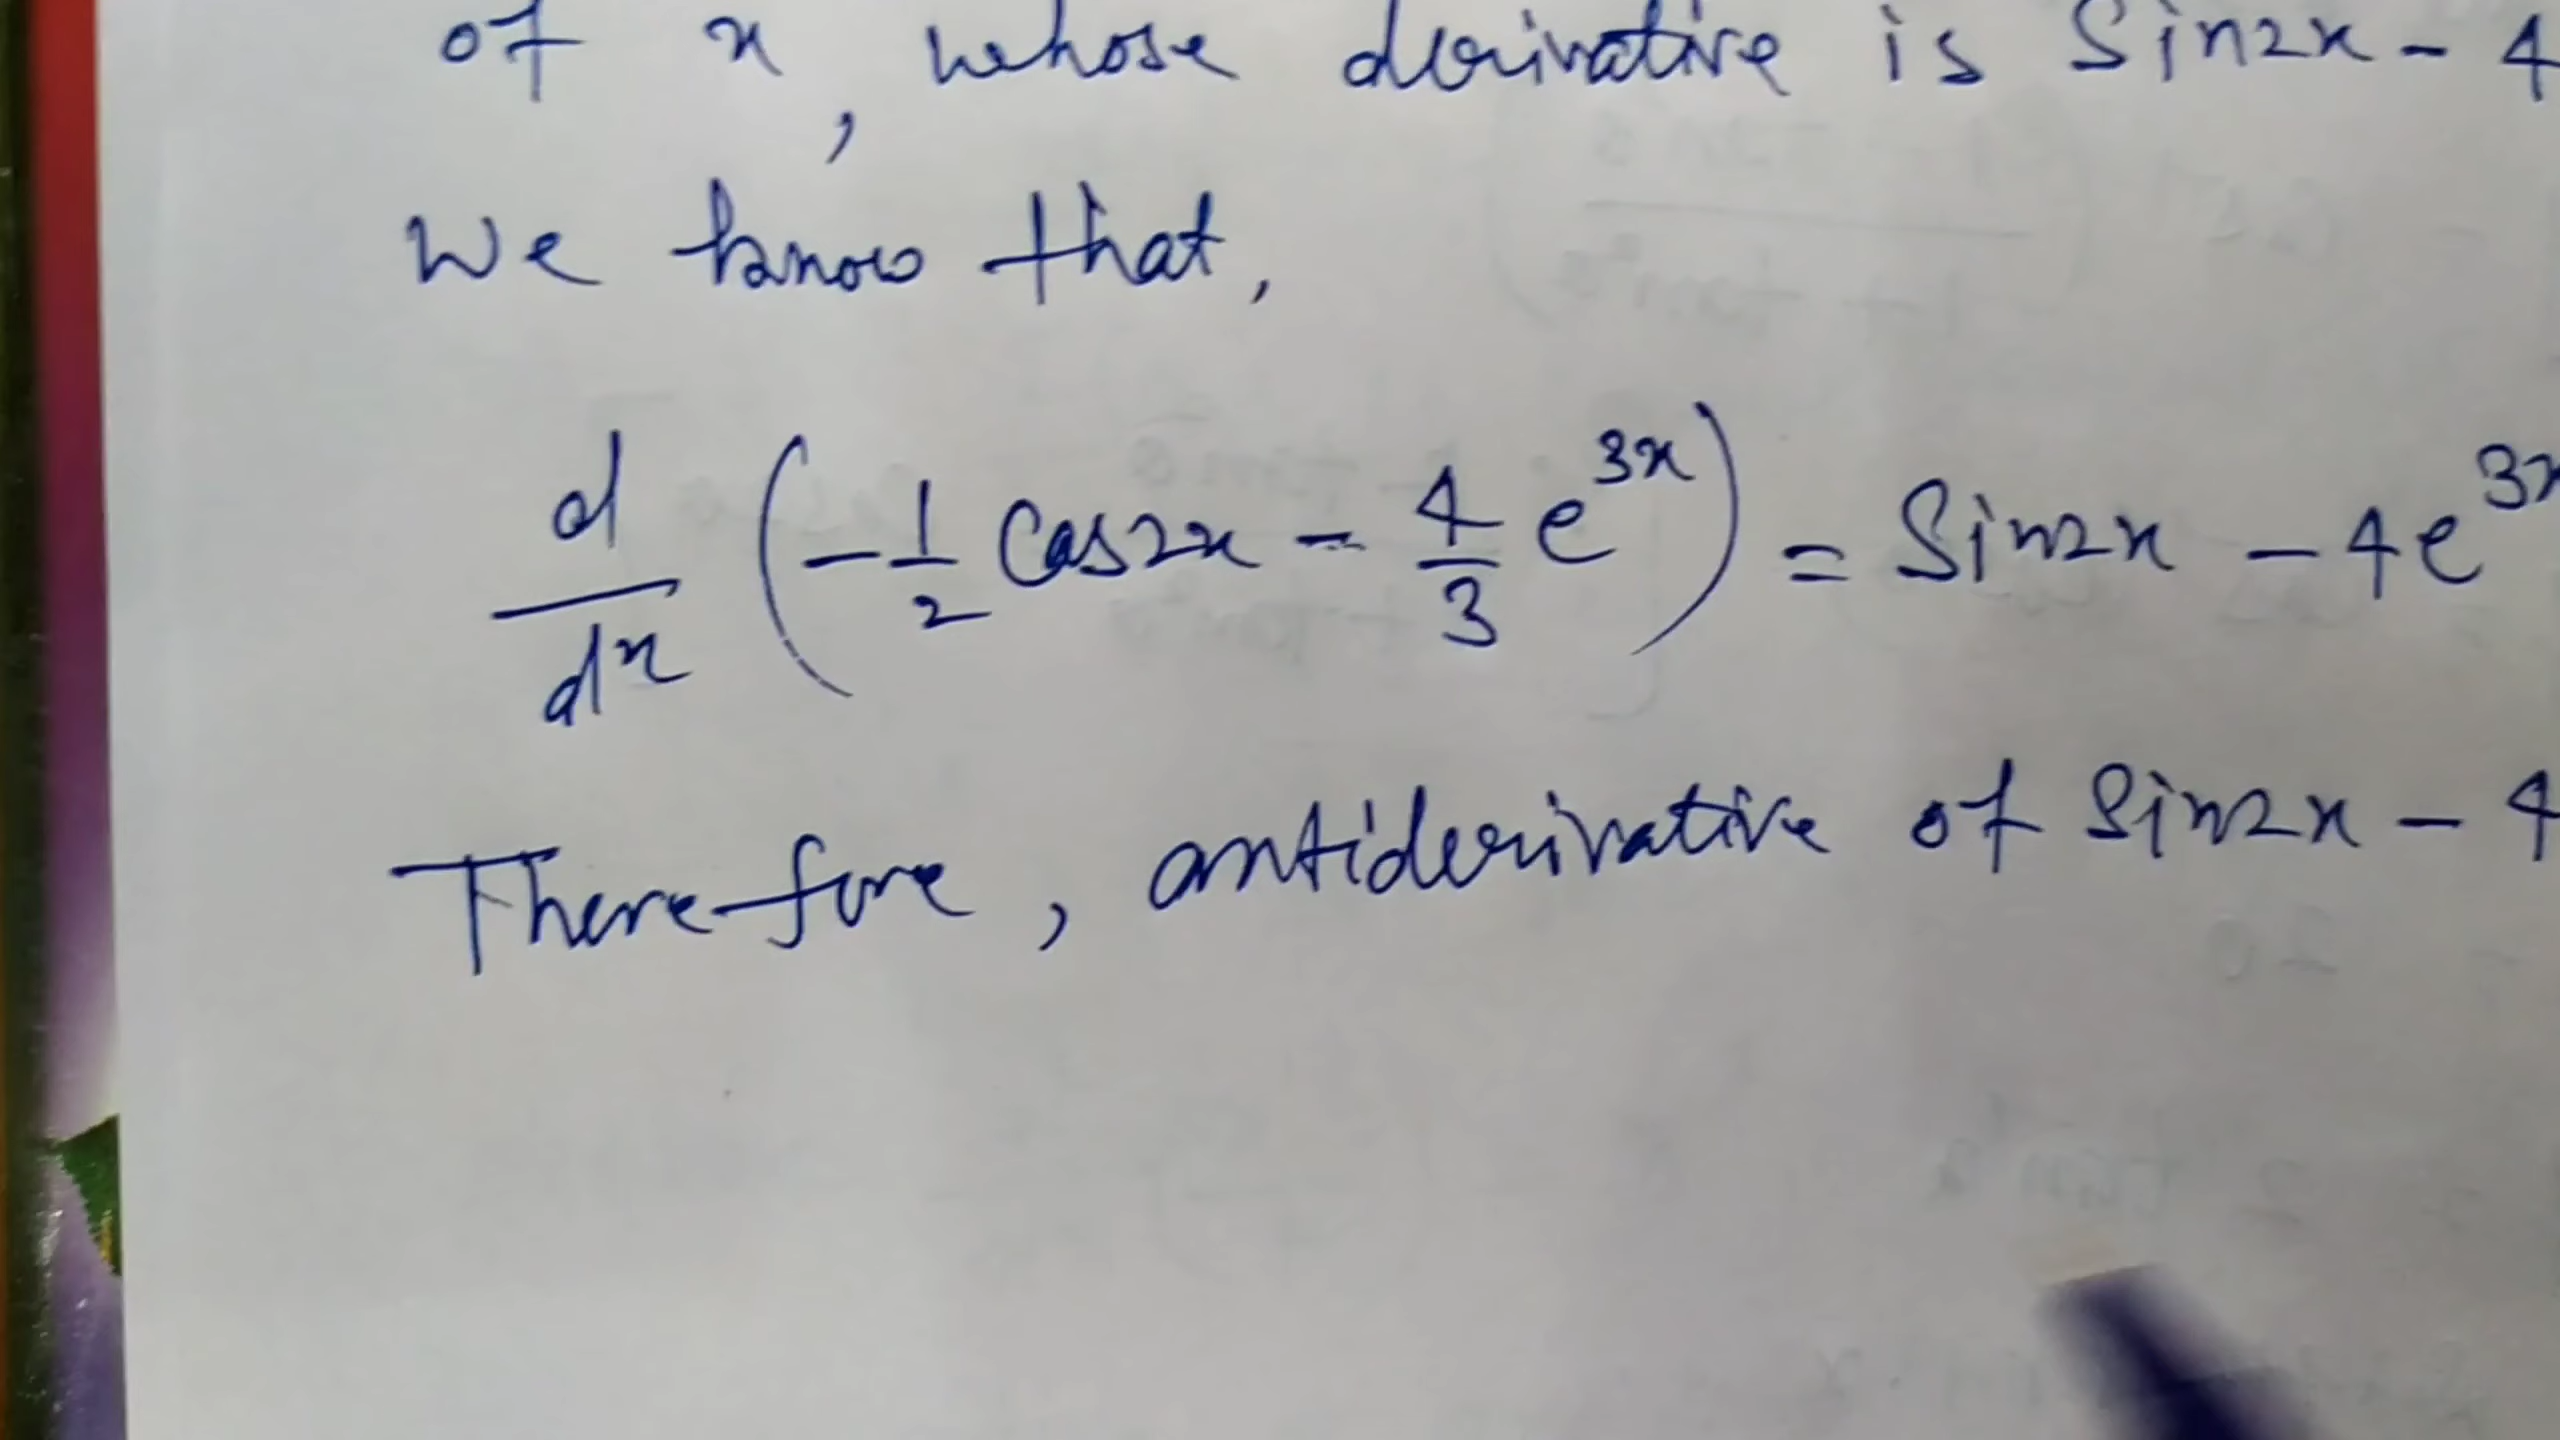 of x, whose derivative is Sin2x - 4
We know that,
d/dx (-1/2 Cos2x - 4/3 e^3x) = Sin2x - 4e^3x
Therefore, antiderivative of Sin2x - 4